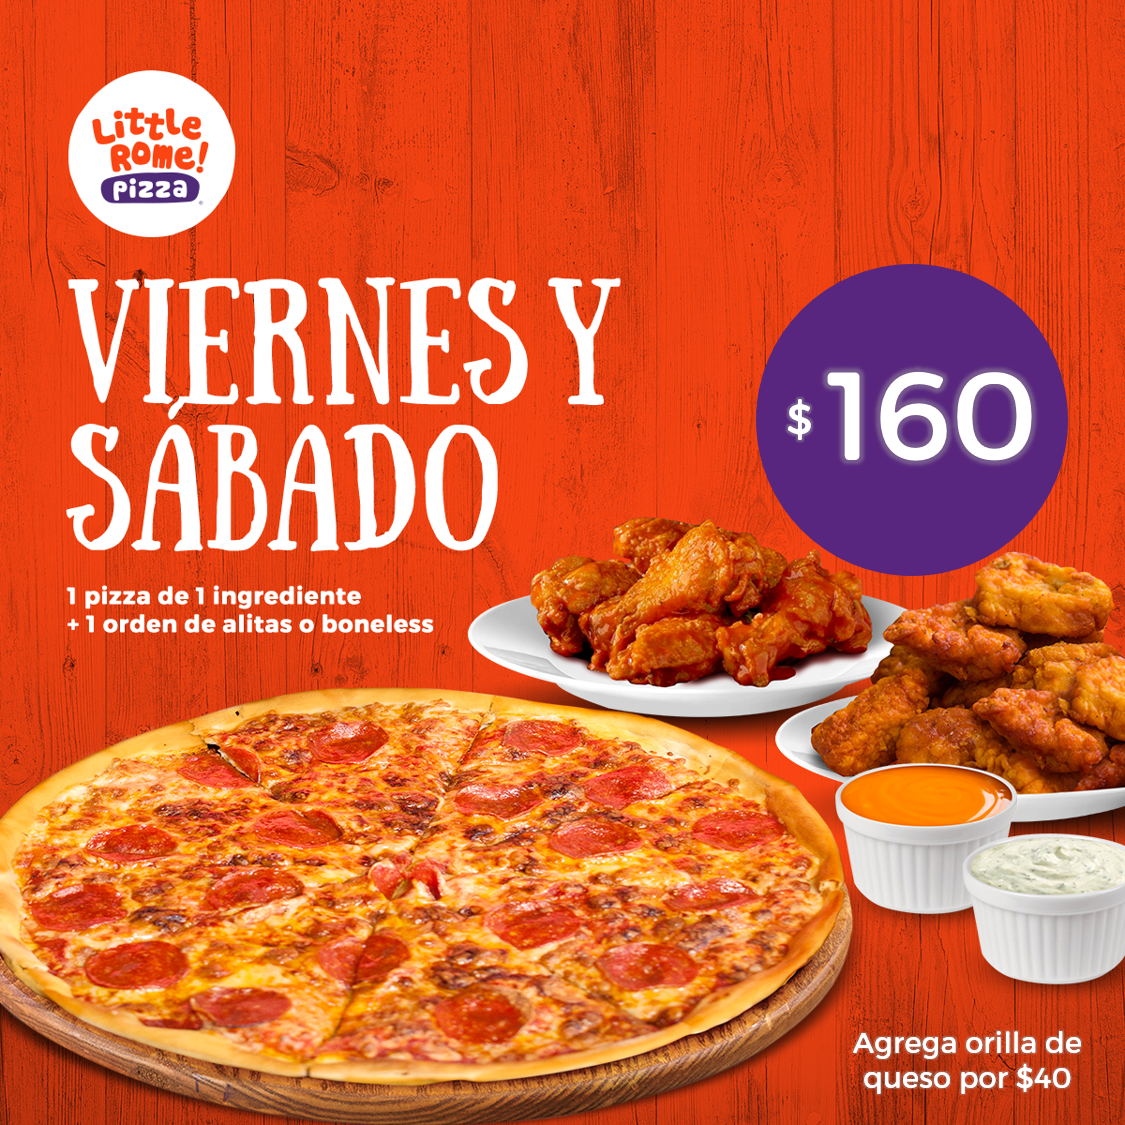 Little
Rome!
Pizza
VIERNES Y
SÁBADO
$ 160
1 pizza de 1 ingrediente
+ 1 orden de alitas o boneless
Agrega orilla de
queso por $40